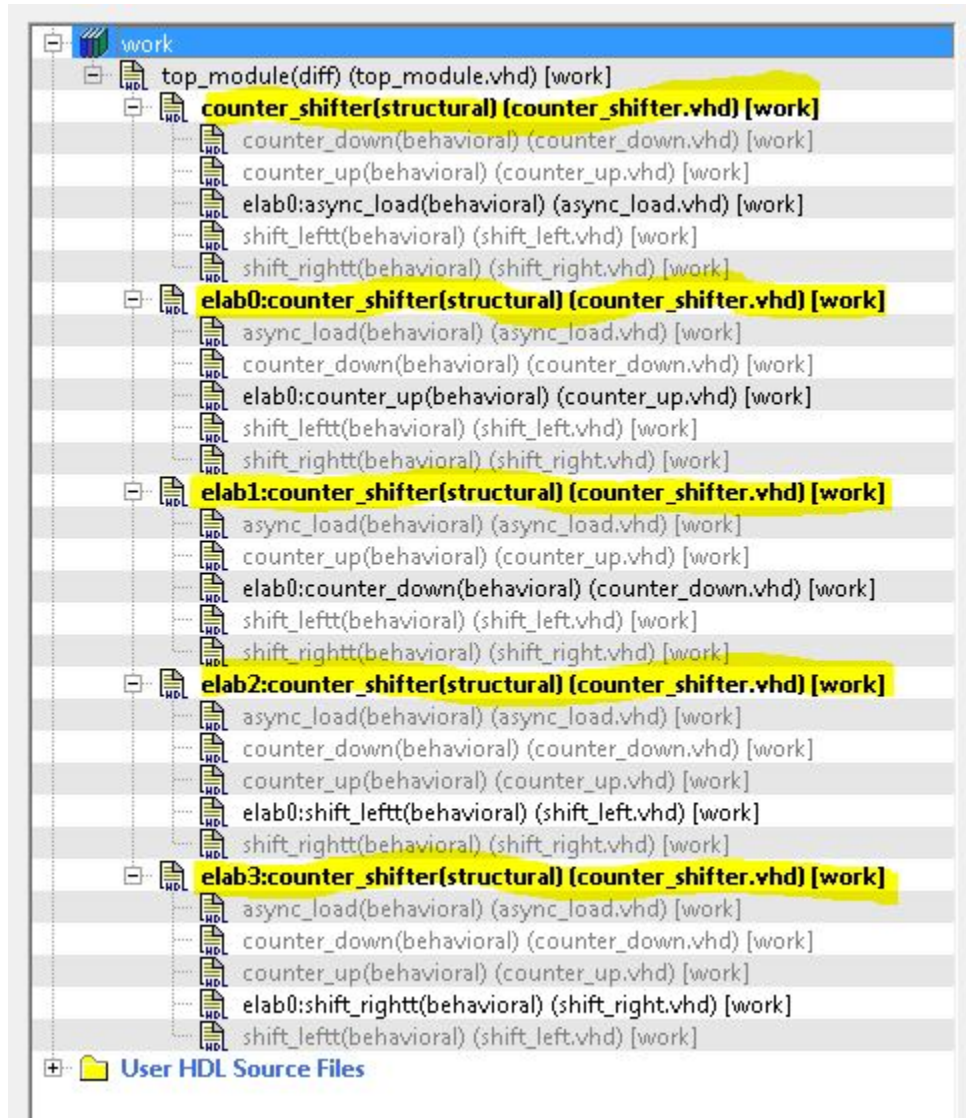 work
top_module(diff) (top_module.vhd) [work]
counter_shifter(structural) (counter_shifter.vhd) [work]
counter_down(behavioral) (counter_down.vhd) [work]
counter_up(behavioral) (counter_up.vhd) [work]
elab0:async_load(behavioral) (async_load.vhd) [work]
shift_leftt(behavioral) (shift_left.vhd) [work]
shift_rightt(behavioral) (shift_right.vhd) [work]
elab0:counter_shifter(structural) (counter_shifter.vhd) [work]
async_load(behavioral) (async_load.vhd) [work]
counter_down(behavioral) (counter_down.vhd) [work]
elab0:counter_up(behavioral) (counter_up.vhd) [work]
shift_leftt(behavioral) (shift_left.vhd) [work]
shift_rightt(behavioral) (shift_right.vhd) [work]
elab1:counter_shifter(structural) (counter_shifter.vhd) [work]
async_load(behavioral) (async_load.vhd) [work]
counter_up(behavioral) (counter_up.vhd) [work]
elab0:counter_down(behavioral) (counter_down.vhd) [work]
shift_leftt(behavioral) (shift_left.vhd) [work]
shift_rightt(behavioral) (shift_right.vhd) [work]
elab2:counter_shifter(structural) (counter_shifter.vhd) [work]
async_load(behavioral) (async_load.vhd) [work]
counter_down(behavioral) (counter_down.vhd) [work]
counter_up(behavioral) (counter_up.vhd) [work]
elab0:shift_leftt(behavioral) (shift_left.vhd) [work]
shift_rightt(behavioral) (shift_right.vhd) [work]
elab3:counter_shifter(structural) (counter_shifter.vhd) [work]
async_load(behavioral) (async_load.vhd) [work]
counter_down(behavioral) (counter_down.vhd) [work]
counter_up(behavioral) (counter_up.vhd) [work]
elab0:shift_rightt(behavioral) (shift_right.vhd) [work]
shift_leftt(behavioral) (shift_left.vhd) [work]
User HDL Source Files